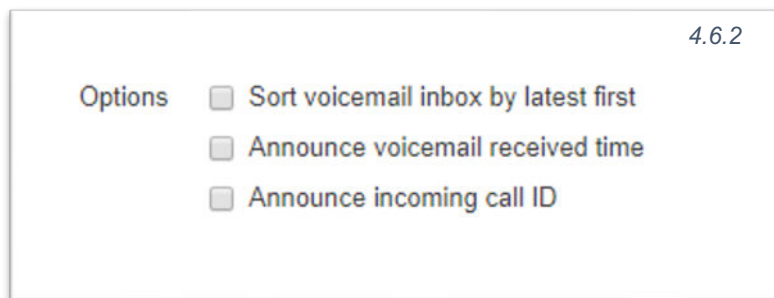 4.6.2
Options Sort voicemail inbox by latest first
Announce voicemail received time
Announce incoming call ID